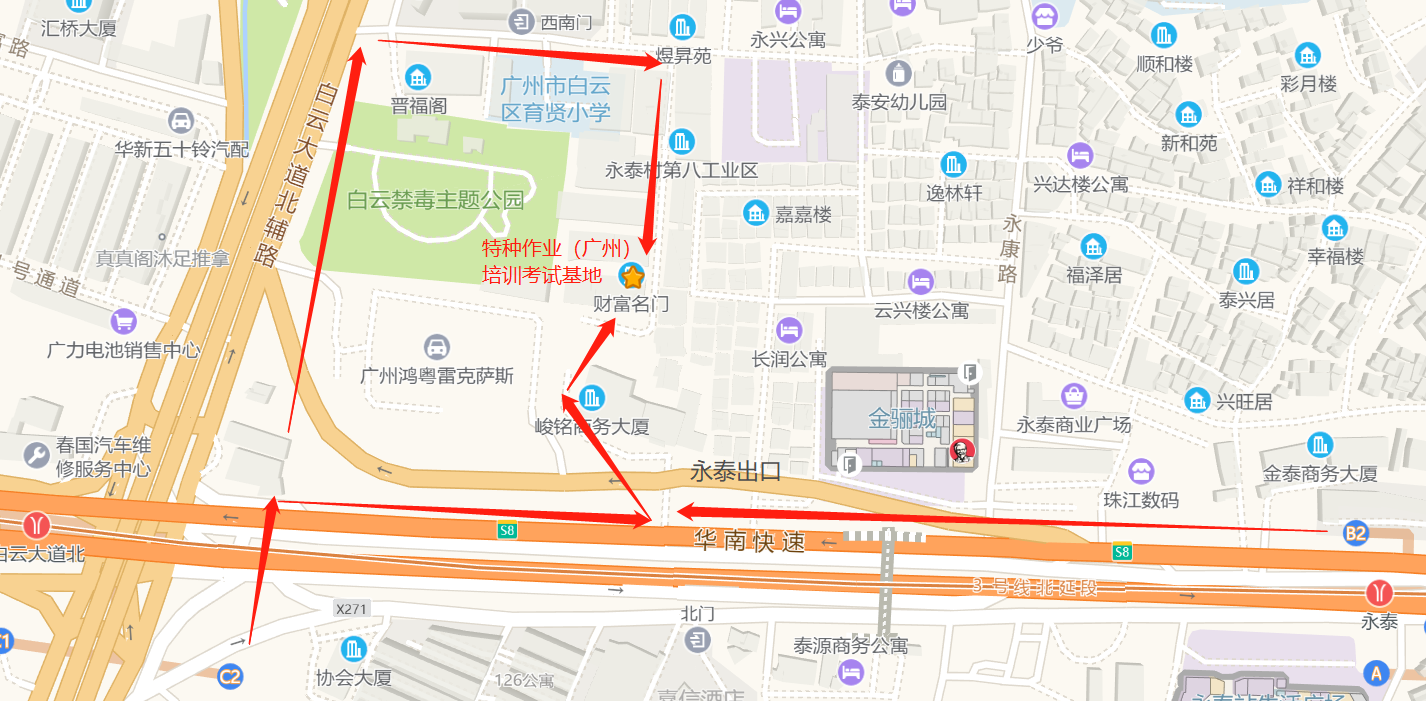 汇桥大厦
西南门
煜昇苑
永兴公寓
少爷
顺和楼
彩月楼
晋福阁
广州市白云
区育贤小学
泰安幼儿园
新和苑
华新五十铃汽配
白云大道北辅路
永泰村第八工业区
逸林轩
兴达楼公寓
祥和楼
白云禁毒主题公园
嘉嘉楼
永康路
幸福楼
真真阁沐足推拿
特种作业（广州）
培训考试基地
福泽居
泰兴居
号通道
财富名门
云兴楼公寓
广力电池销售中心
广州鸿粤雷克萨斯
长润公寓
峻铭商务大厦
金骊城
永泰商业广场
兴旺居
春国汽车维
修服务中心
永泰出口
金泰商务大厦
珠江数码
S8
华南快速
B2
白云大道北
S8
3号线北延段
X271
北门
永泰
C1
C2
协会大厦
126公寓
泰源商务公寓
嘉信酒店
A